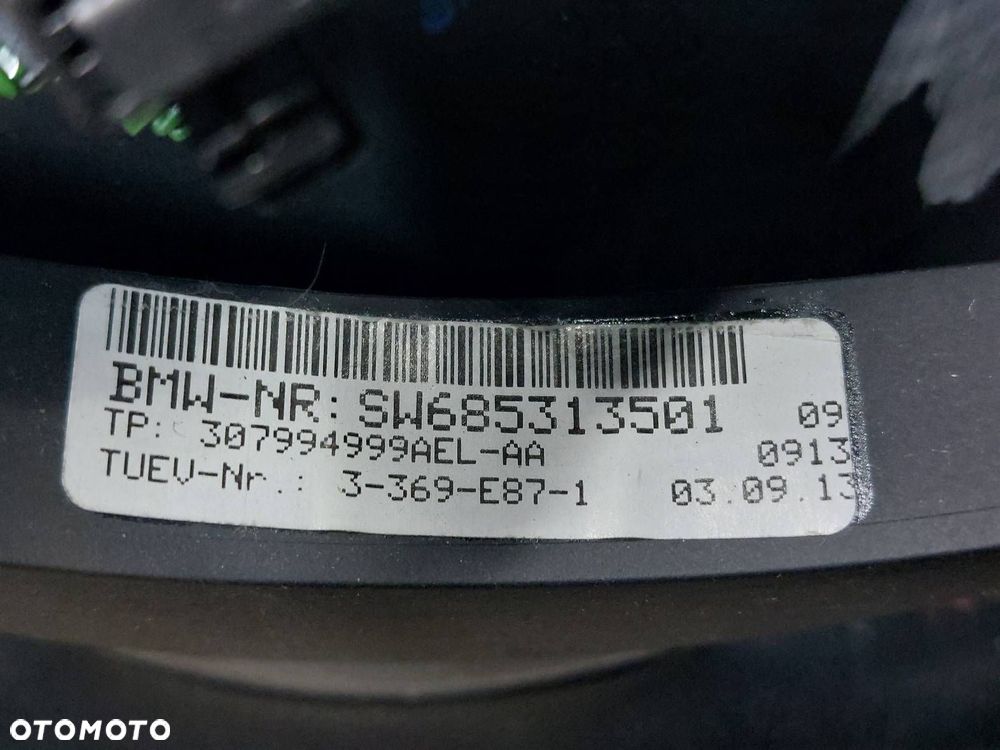 BMW-NR: SW685313501 09
TP: 307994999AEL-AA 0913
TUEV-Nr.: 3-369-E87-1 03.09.13
OTOMOTO